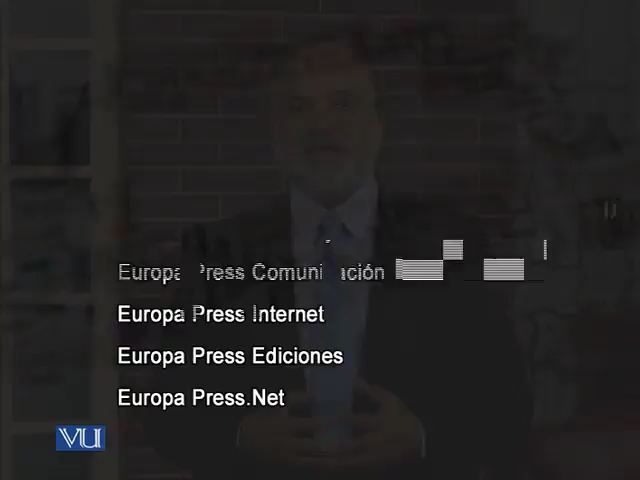 Europa Press Comunicación
Europa Press Internet
Europa Press Ediciones
Europa Press.Net
VU